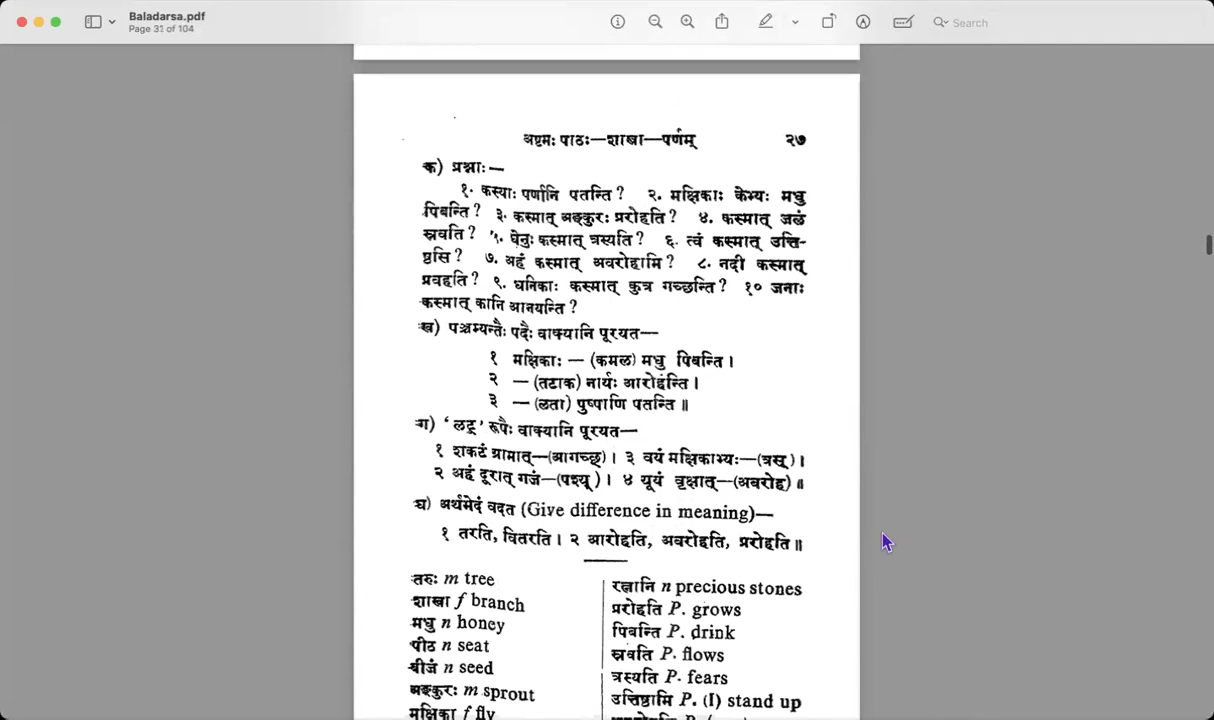 Baladarsa.pdf
Page 31 of 104
Search
अष्टमः पाठः—शाखा—पर्णम् २७
क) प्रश्नाः—
१. कस्याः पर्णानि पतन्ति ? २. मक्षिकाः केभ्यः मधु
पिबन्ति ? ३. कस्मात् अङ्कुरः प्ररोहति ? ४. कस्मात् जलं
स्रवति ? ५. धेनुः कस्मात् त्रस्यति ? ६. त्वं कस्मात् उत्ति-
ष्ठसि ? ७. अहं कस्मात् अवरोहामि ? ८. नदी कस्मात्
प्रवहति ? ९. धनिकाः कस्मात् कुत्र गच्छन्ति ? १० जनाः
कस्मात् कानि आनयन्ति ?
ख) पञ्चम्यन्तैः पदैः वाक्यानि पूरयत—
१ मक्षिकाः — (कमल) मधु पिबन्ति ।
२ — (तटाक) नार्यः आरोहन्ति ।
३ — (लता) पुष्पाणि पतन्ति ॥
ग) ‘लट्’ रूपैः वाक्यानि पूरयत—
१ शकटं ग्रामात्—(आगच्छ्) । ३ वयं मक्षिकाभ्यः—(त्रस्) ।
२ अहं दूरात् गजं—(पश्य्) । ४ यूयं वृक्षात्—(अवरोह) ॥
घ) अर्थभेदं वदत (Give difference in meaning)—
१ तरति, वितरति । २ आरोहति, अवरोहति, प्ररोहति ॥
तरुः m tree
शाखा f branch
मधु n honey
पीठ n seat
बीजं n seed
अङ्कुरः m sprout
मक्षिका f fly
रत्नानि n precious stones
प्ररोहति P. grows
पिबन्ति P. drink
स्रवति P. flows
त्रस्यति P. fears
उत्तिष्ठामि P. (I) stand up